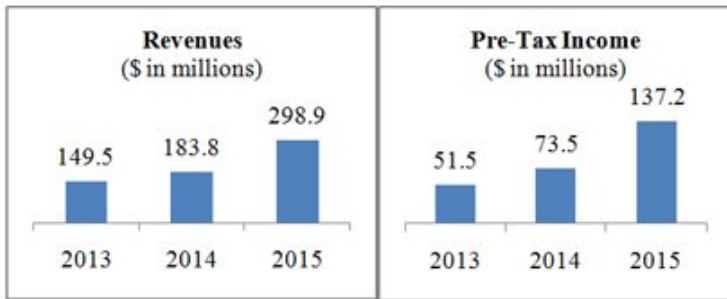 Revenues
($ in millions)
298.9
183.8
149.5
2013 2014 2015
Pre-Tax Income
($ in millions)
137.2
73.5
51.5
2013 2014 2015